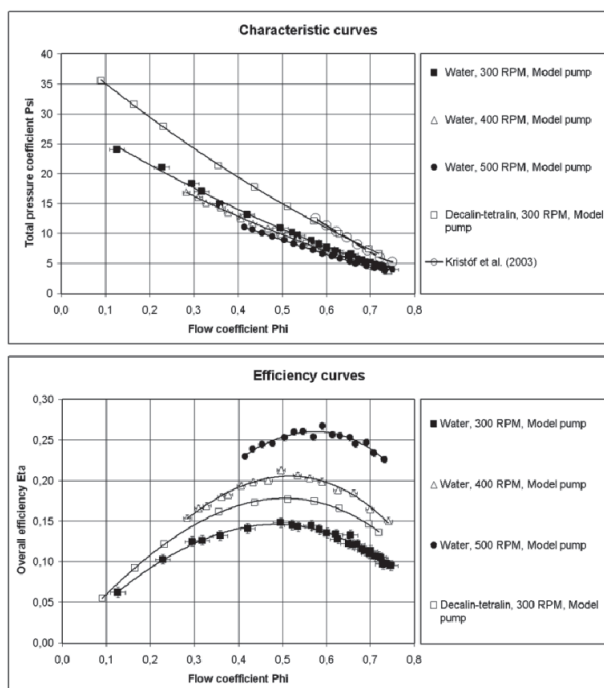 Characteristic curves
Total pressure coefficient Psi
40
35
30
25
20
15
10
5
0
0,0 0,1 0,2 0,3 0,4 0,5 0,6 0,7 0,8
Flow coefficient Phi
Water, 300 RPM, Model pump
Water, 400 RPM, Model pump
Water, 500 RPM, Model pump
Decalin-tetralin, 300 RPM, Model
pump
Kristóf et al. (2003)
Efficiency curves
Overall efficiency Eta
0,30
0,25
0,20
0,15
0,10
0,05
0,00
0,0 0,1 0,2 0,3 0,4 0,5 0,6 0,7 0,8
Flow coefficient Phi
Water, 300 RPM, Model pump
Water, 400 RPM, Model pump
Water, 500 RPM, Model pump
Decalin-tetralin, 300 RPM, Model
pump